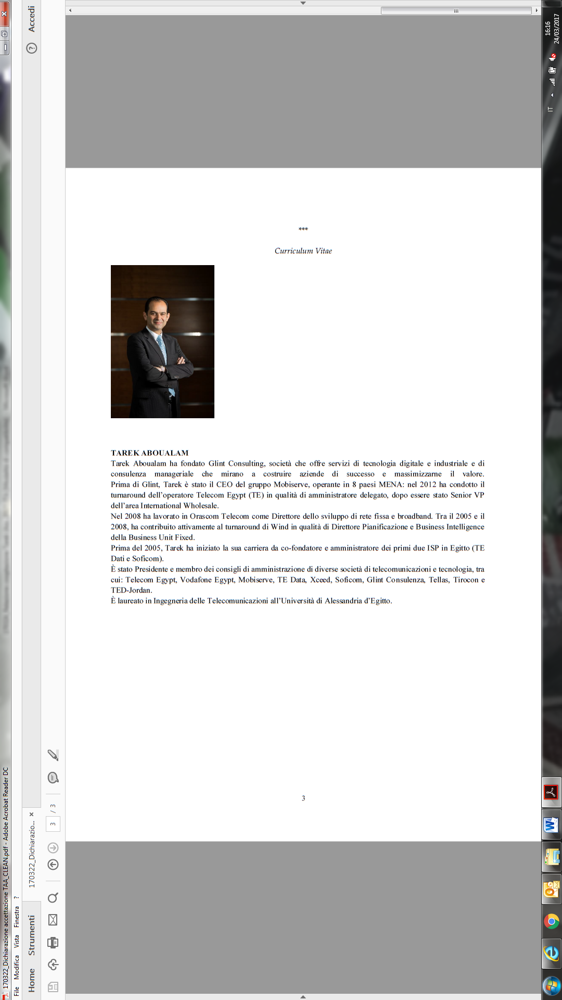 170322_Dichiarazione accettazione TAA_CLEAN.pdf - Adobe Acrobat Reader DC
File Modifica Vista Finestra ?
Home Strumenti
170322_Dichiarazio... ×
Accedi
3 / 3
***
Curriculum Vitae
TAREK ABOUALAM
Tarek Aboualam ha fondato Glint Consulting, società che offre servizi di tecnologia digitale e industriale e di
consulenza manageriale che mirano a costruire aziende di successo e massimizzarne il valore.
Prima di Glint, Tarek è stato il CEO del gruppo Mobiserve, operante in 8 paesi MENA: nel 2012 ha condotto il
turnaround dell'operatore Telecom Egypt (TE) in qualità di amministratore delegato, dopo essere stato Senior VP
dell'area International Wholesale.
Nel 2008 ha lavorato in Orascom Telecom come Direttore dello sviluppo di rete fissa e broadband. Tra il 2005 e il
2008, ha contribuito attivamente al turnaround di Wind in qualità di Direttore Pianificazione e Business Intelligence
della Business Unit Fixed.
Prima del 2005, Tarek ha iniziato la sua carriera da co-fondatore e amministratore dei primi due ISP in Egitto (TE
Dati e Soficom).
È stato Presidente e membro dei consigli di amministrazione di diverse società di telecomunicazioni e tecnologia, tra
cui: Telecom Egypt, Vodafone Egypt, Mobiserve, TE Data, Xceed, Soficom, Glint Consulenza, Tellas, Tirocon e
TED-Jordan.
È laureato in Ingegneria delle Telecomunicazioni all'Università di Alessandria d'Egitto.
3
IT
16:16
24/03/2017